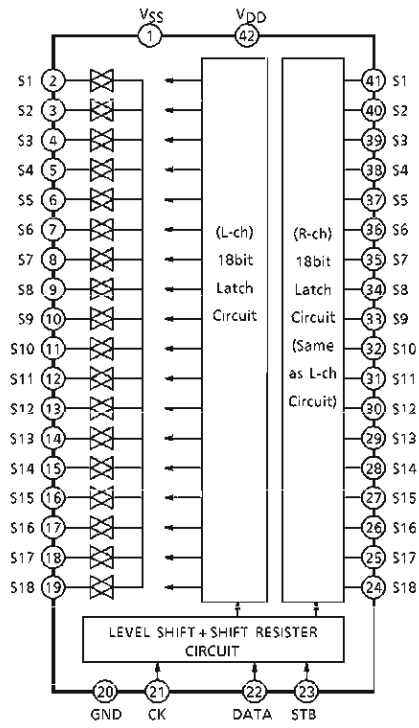 VSS VDD
1 42
S1 2 41 S1
S2 3 40 S2
S3 4 39 S3
S4 5 38 S4
S5 6 37 S5
S6 7 36 S6
S7 8 35 S7
S8 9 34 S8
S9 10 33 S9
S10 11 32 S10
S11 12 31 S11
S12 13 30 S12
S13 14 29 S13
S14 15 28 S14
S15 16 27 S15
S16 17 26 S16
S17 18 25 S17
S18 19 24 S18
(L-ch)
18bit
Latch
Circuit
(R-ch)
18bit
Latch
Circuit
(Same
as L-ch
Circuit)
LEVEL SHIFT + SHIFT RESISTER
CIRCUIT
20 21 22 23
GND CK DATA STB